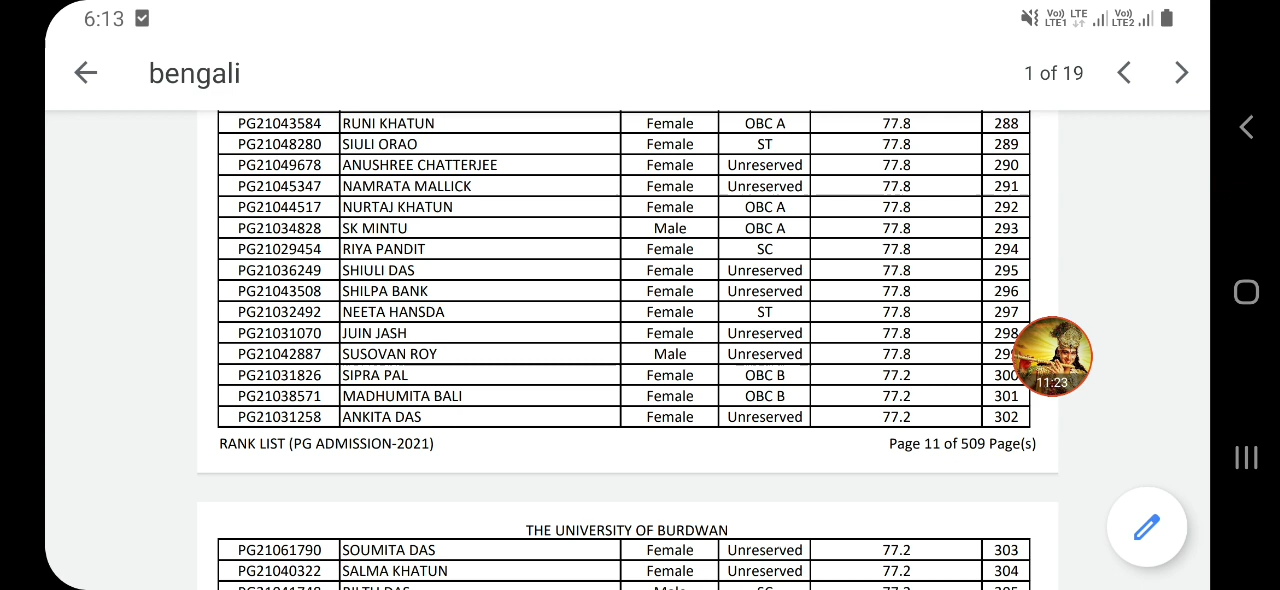 6:13 Vo)) LTE1 LTE Vo)) LTE2
bengali 1 of 19
PG21043584 RUNI KHATUN Female OBC A 77.8 288
PG21048280 SIULI ORAO Female ST 77.8 289
PG21049678 ANUSHREE CHATTERJEE Female Unreserved 77.8 290
PG21045347 NAMRATA MALLICK Female Unreserved 77.8 291
PG21044517 NURTAJ KHATUN Female OBC A 77.8 292
PG21034828 SK MINTU Male OBC A 77.8 293
PG21029454 RIYA PANDIT Female SC 77.8 294
PG21036249 SHIULI DAS Female Unreserved 77.8 295
PG21043508 SHILPA BANK Female Unreserved 77.8 296
PG21032492 NEETA HANSDA Female ST 77.8 297
PG21031070 JUIN JASH Female Unreserved 77.8 298
PG21042887 SUSOVAN ROY Male Unreserved 77.8
PG21031826 SIPRA PAL Female OBC B 77.2 300
11:23
PG21038571 MADHUMITA BALI Female OBC B 77.2 301
PG21031258 ANKITA DAS Female Unreserved 77.2 302
RANK LIST (PG ADMISSION-2021) Page 11 of 509 Page(s)
THE UNIVERSITY OF BURDWAN
PG21061790 SOUMITA DAS Female Unreserved 77.2 303
PG21040322 SALMA KHATUN Female Unreserved 77.2 304